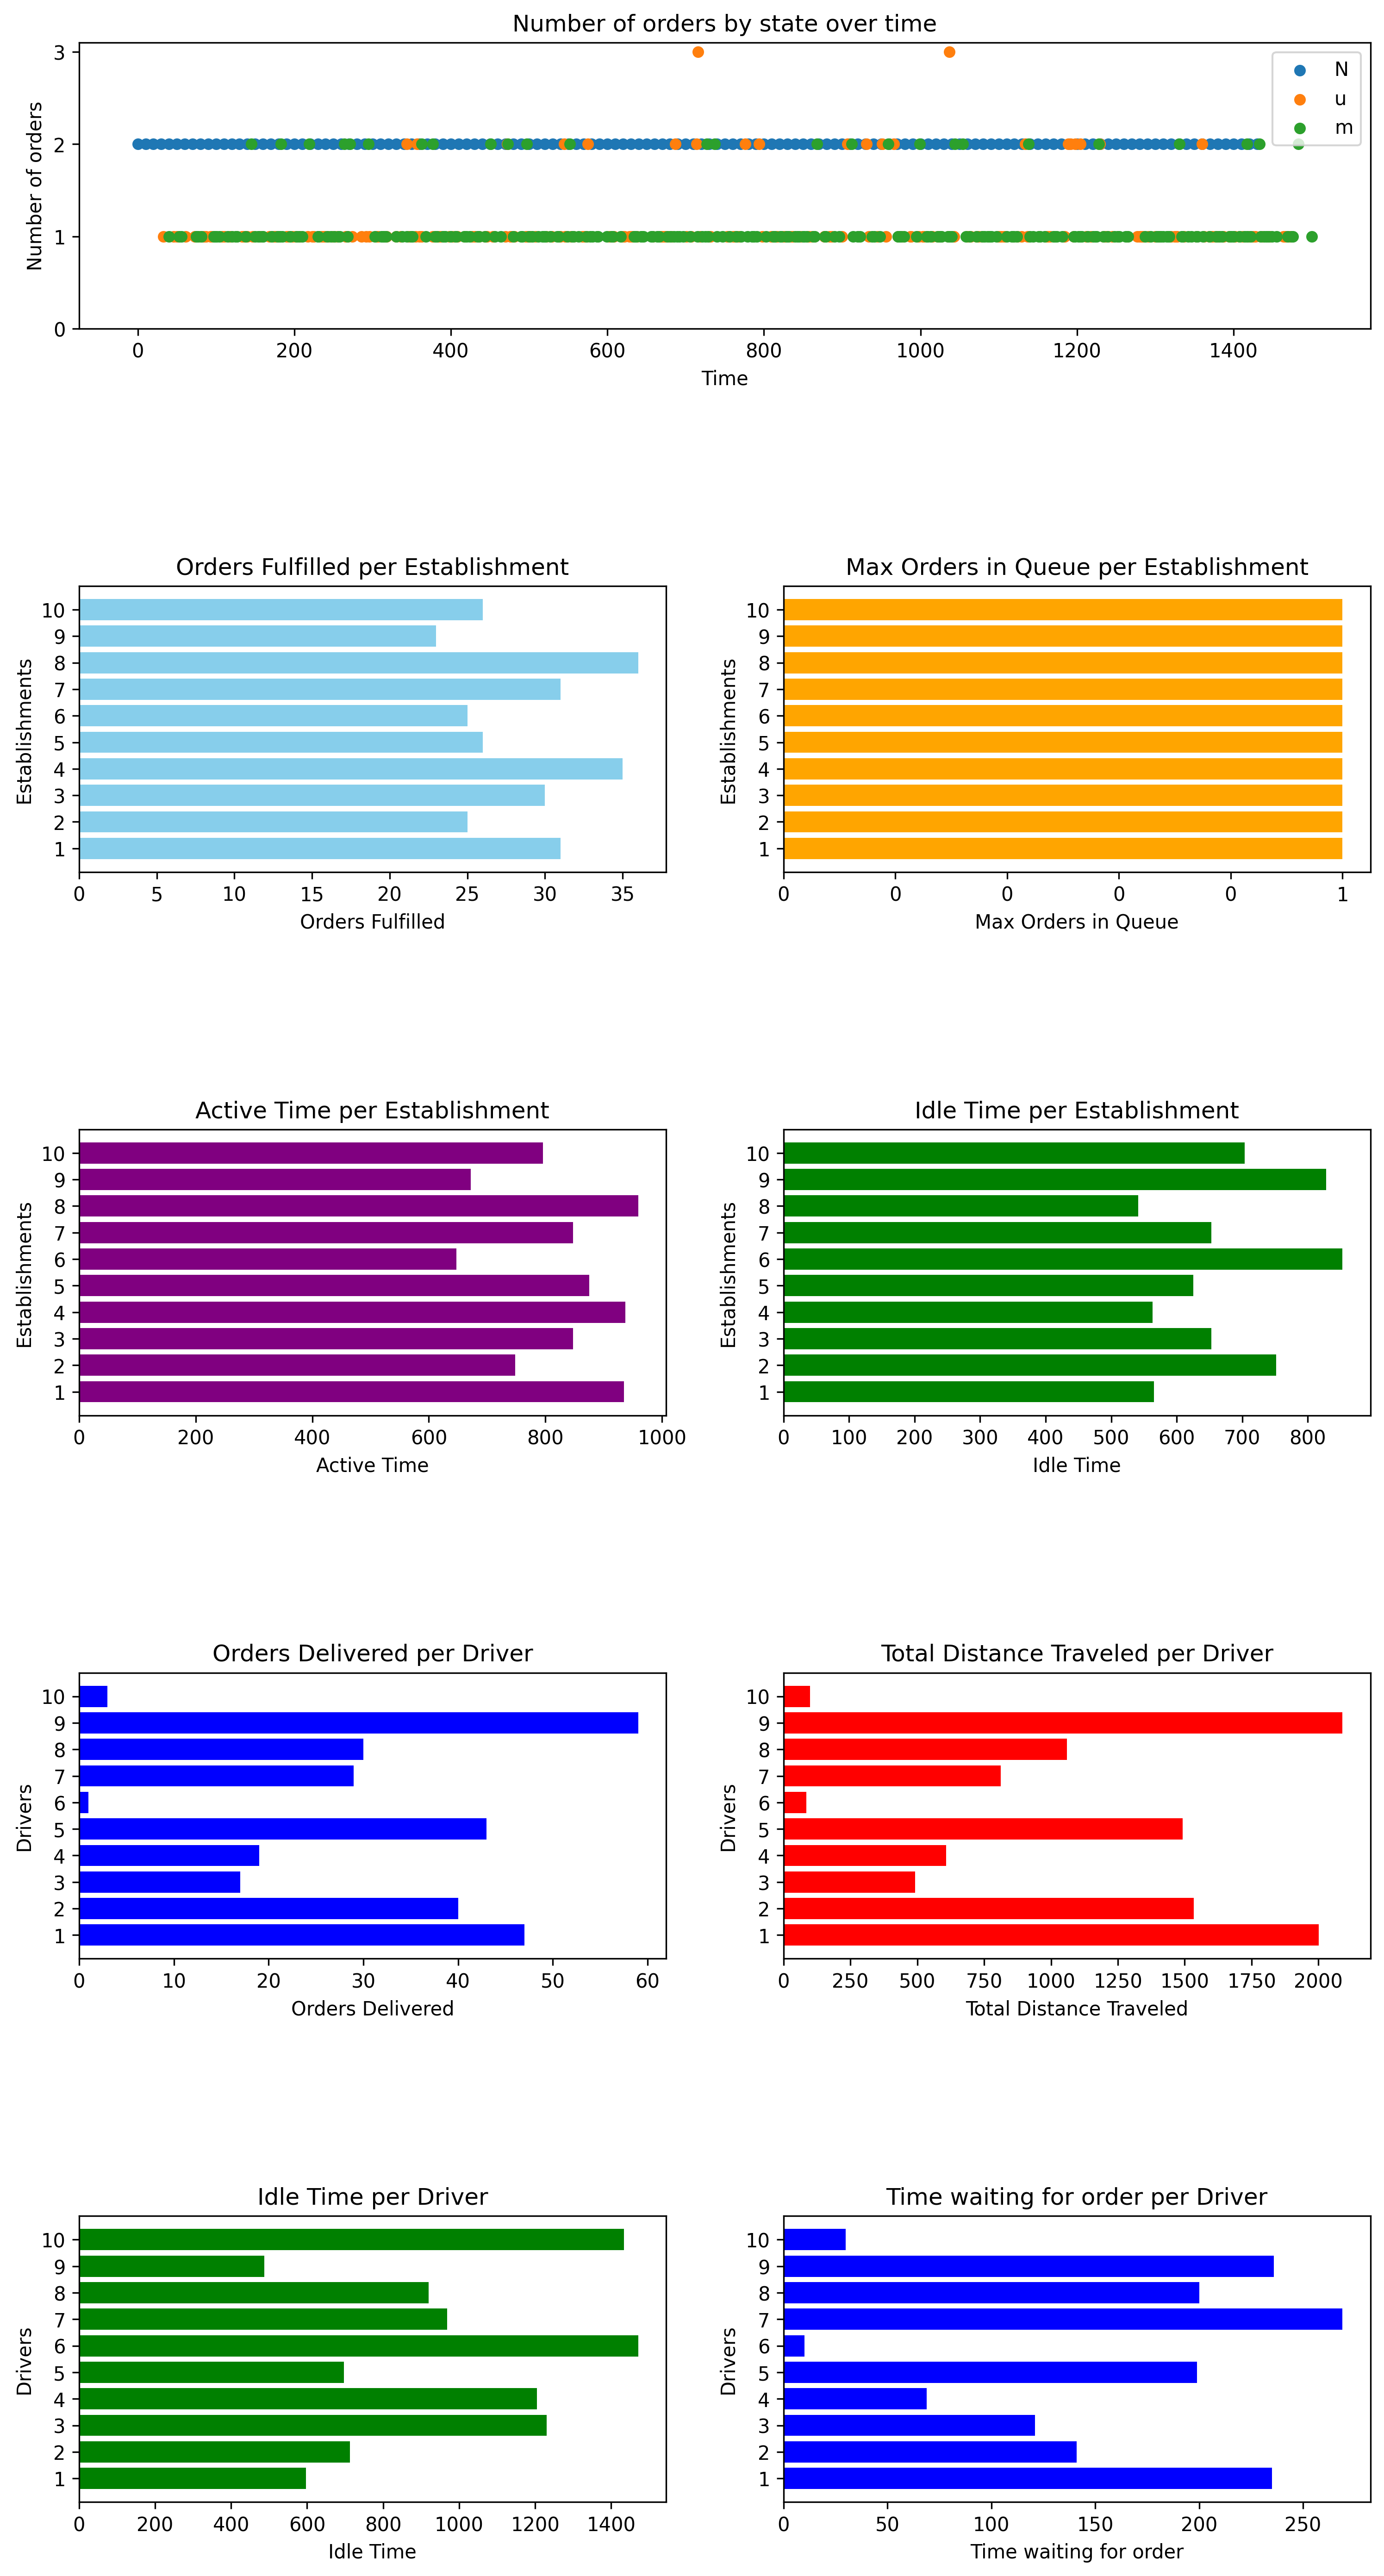 Number of orders by state over time
3
2
1
0
Number of orders
N
u
m
0 200 400 600 800 1000 1200 1400
Time
Orders Fulfilled per Establishment
10
9
8
7
6
5
4
3
2
1
Establishments
0 5 10 15 20 25 30 35
Orders Fulfilled
Max Orders in Queue per Establishment
10
9
8
7
6
5
4
3
2
1
Establishments
0 0 0 0 0 1
Max Orders in Queue
Active Time per Establishment
10
9
8
7
6
5
4
3
2
1
Establishments
0 200 400 600 800 1000
Active Time
Idle Time per Establishment
10
9
8
7
6
5
4
3
2
1
Establishments
0 100 200 300 400 500 600 700 800
Idle Time
Orders Delivered per Driver
10
9
8
7
6
5
4
3
2
1
Drivers
0 10 20 30 40 50 60
Orders Delivered
Total Distance Traveled per Driver
10
9
8
7
6
5
4
3
2
1
Drivers
0 250 500 750 1000 1250 1500 1750 2000
Total Distance Traveled
Idle Time per Driver
10
9
8
7
6
5
4
3
2
1
Drivers
0 200 400 600 800 1000 1200 1400
Idle Time
Time waiting for order per Driver
10
9
8
7
6
5
4
3
2
1
Drivers
0 50 100 150 200 250
Time waiting for order